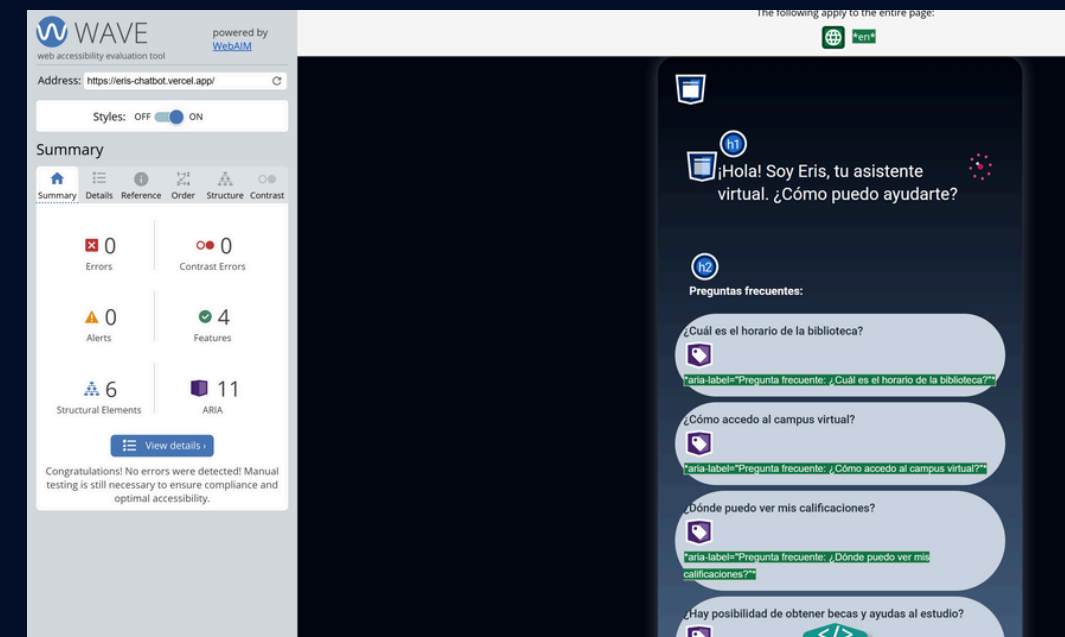 WAVE
web accessibility evaluation tool
powered by
WebAIM
Address: https://eris-chatbot.vercel.app/
Styles: OFF ON
Summary
Summary Details Reference Order Structure Contrast
0
Errors
0
Contrast Errors
0
Alerts
4
Features
6
Structural Elements
11
ARIA
View details ›
Congratulations! No errors were detected! Manual
testing is still necessary to ensure compliance and
optimal accessibility.
The following apply to the entire page:
*en*
h1
¡Hola! Soy Eris, tu asistente
virtual. ¿Cómo puedo ayudarte?
h2
Preguntas frecuentes:
¿Cuál es el horario de la biblioteca?
*aria-label="Pregunta frecuente: ¿Cuál es el horario de la biblioteca?"*
¿Cómo accedo al campus virtual?
*aria-label="Pregunta frecuente: ¿Cómo accedo al campus virtual?"*
¿Dónde puedo ver mis calificaciones?
*aria-label="Pregunta frecuente: ¿Dónde puedo ver mis
calificaciones?"*
¿Hay posibilidad de obtener becas y ayudas al estudio?
</>